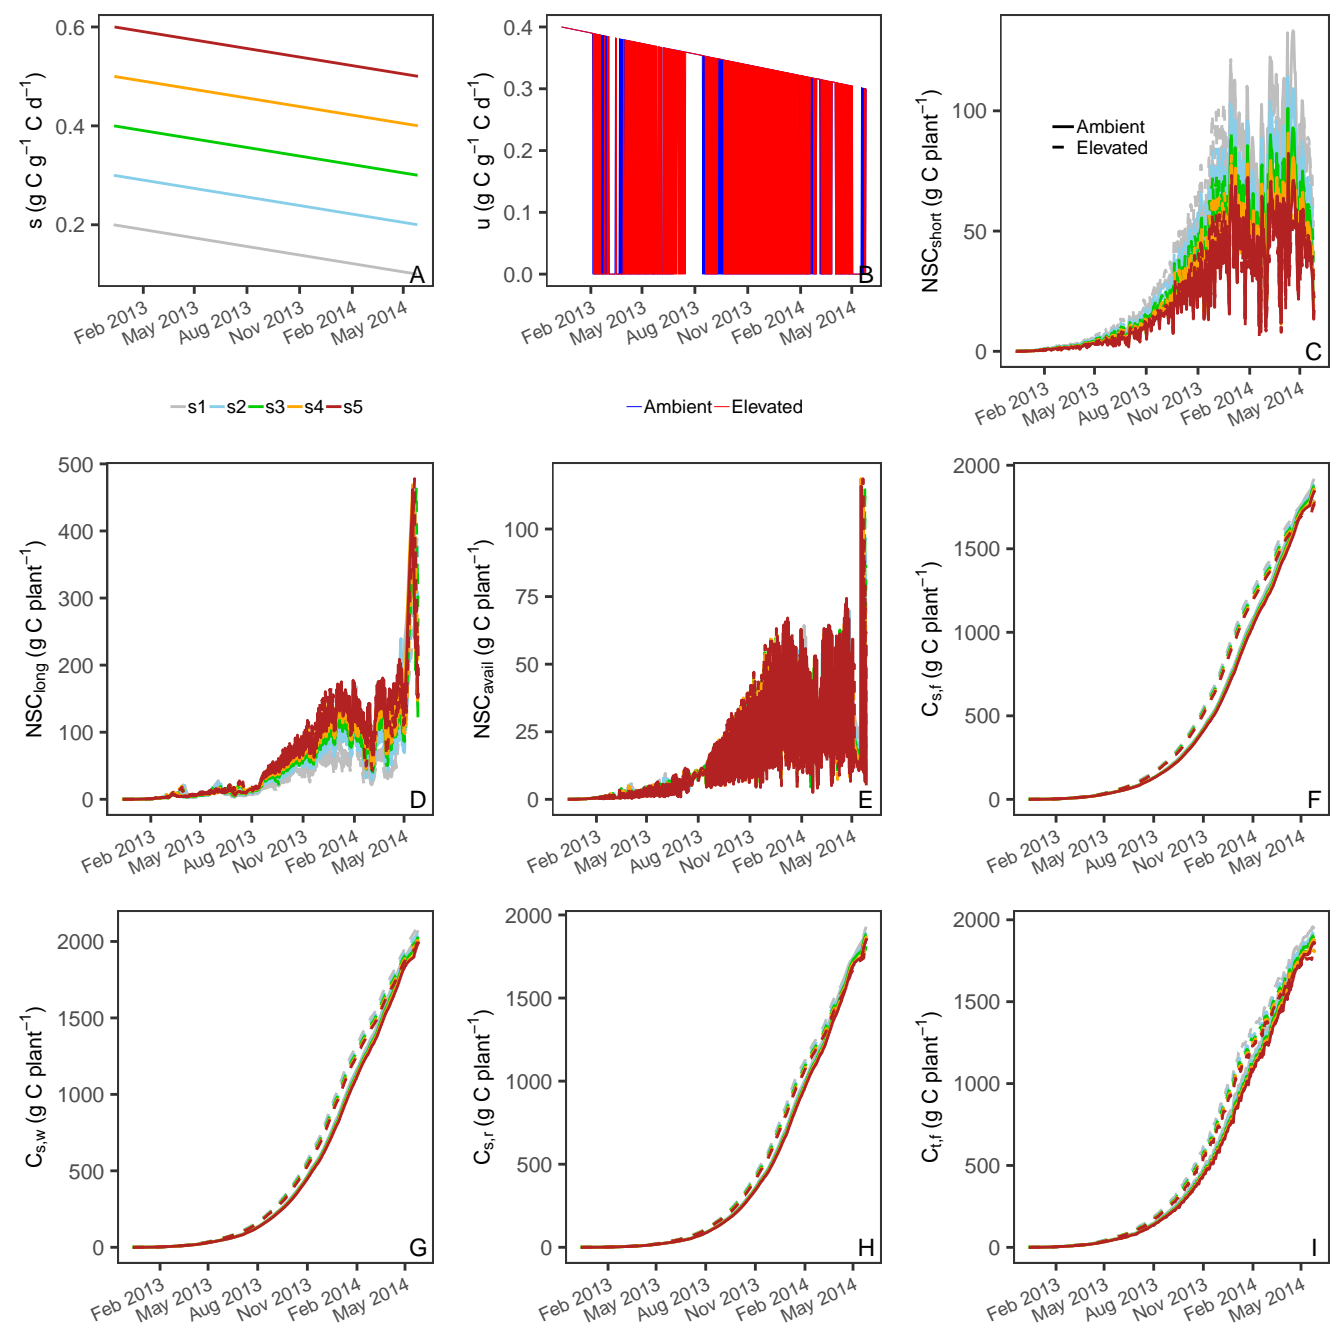 s (g C g⁻¹ C d⁻¹)
0.6
0.4
0.2
A
Feb 2013
May 2013
Aug 2013
Nov 2013
Feb 2014
May 2014
s1 s2 s3 s4 s5
u (g C g⁻¹ C d⁻¹)
0.4
0.3
0.2
0.1
0.0
B
Feb 2013
May 2013
Aug 2013
Nov 2013
Feb 2014
May 2014
Ambient Elevated
NSCshort (g C plant⁻¹)
100
50
0
Ambient
Elevated
C
Feb 2013
May 2013
Aug 2013
Nov 2013
Feb 2014
May 2014
NSClong (g C plant⁻¹)
500
400
300
200
100
0
D
Feb 2013
May 2013
Aug 2013
Nov 2013
Feb 2014
May 2014
NSCavail (g C plant⁻¹)
100
75
50
25
0
E
Feb 2013
May 2013
Aug 2013
Nov 2013
Feb 2014
May 2014
Cs,f (g C plant⁻¹)
2000
1500
1000
500
0
F
Feb 2013
May 2013
Aug 2013
Nov 2013
Feb 2014
May 2014
Cs,w (g C plant⁻¹)
2000
1500
1000
500
0
G
Feb 2013
May 2013
Aug 2013
Nov 2013
Feb 2014
May 2014
Cs,r (g C plant⁻¹)
2000
1500
1000
500
0
H
Feb 2013
May 2013
Aug 2013
Nov 2013
Feb 2014
May 2014
Ct,f (g C plant⁻¹)
2000
1500
1000
500
0
I
Feb 2013
May 2013
Aug 2013
Nov 2013
Feb 2014
May 2014